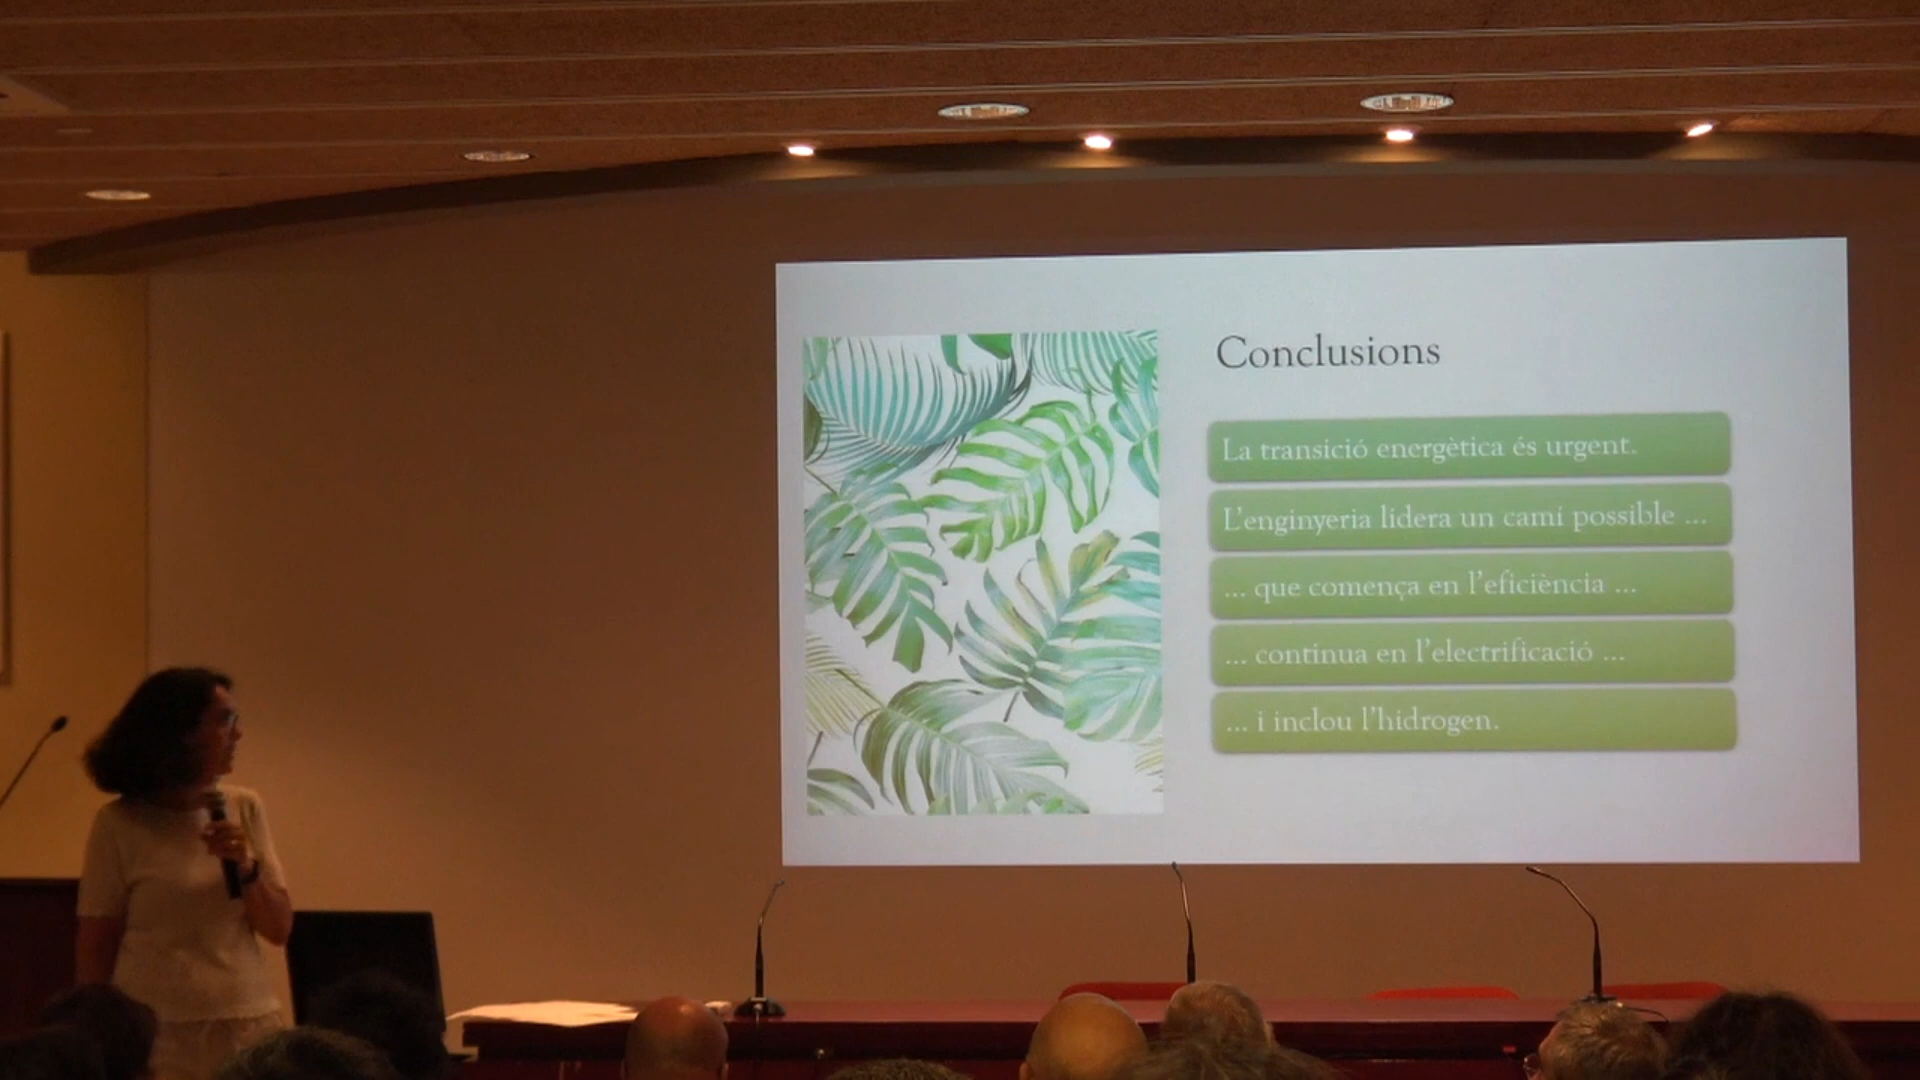 Conclusions
La transició energètica és urgent.
L'enginyeria lidera un camí possible ...
... que comença en l'eficiència ...
... continua en l'electrificació ...
... i inclou l'hidrogen.